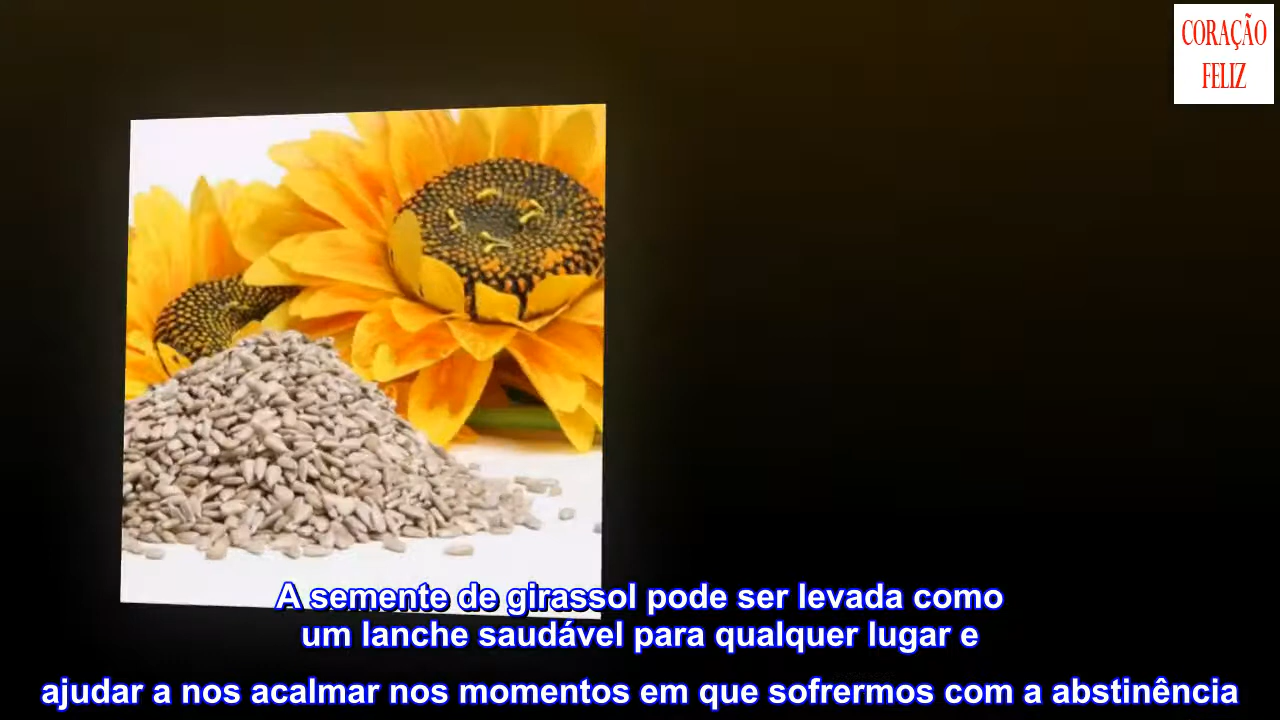 CORAÇÃO
FELIZ
A semente de girassol pode ser levada como
um lanche saudável para qualquer lugar e
ajudar a nos acalmar nos momentos em que sofrermos com a abstinência